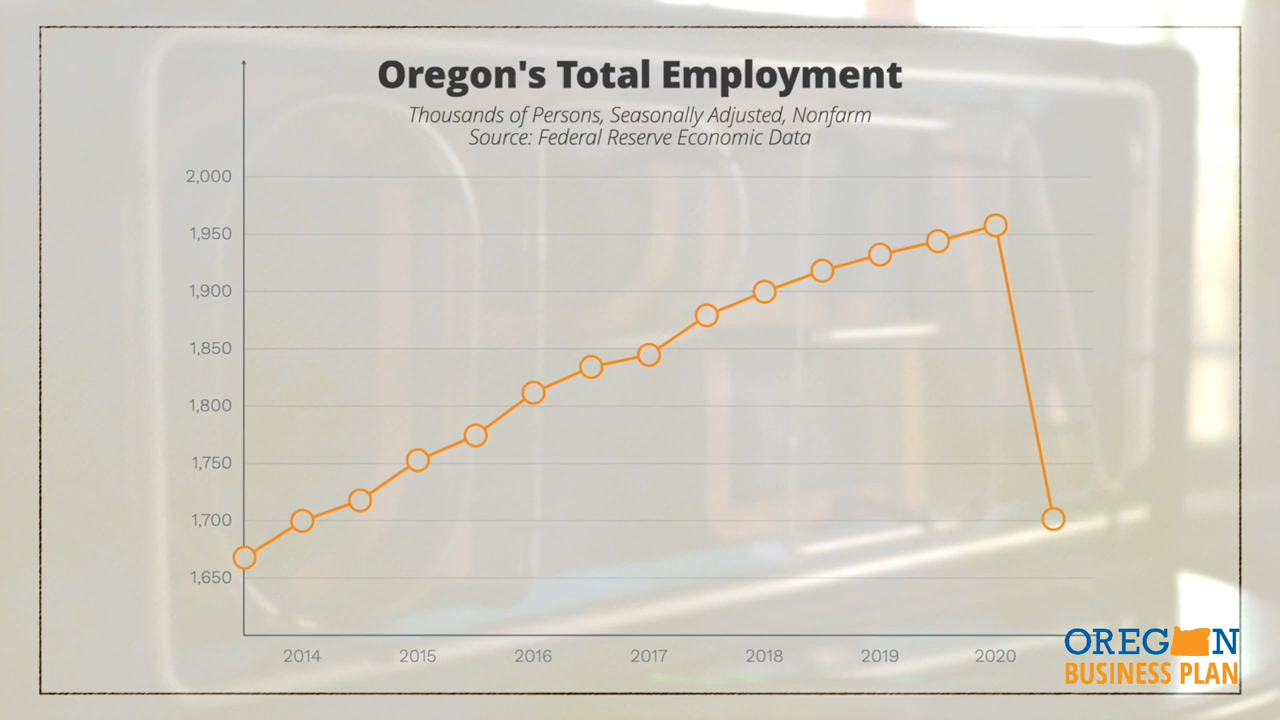 Oregon's Total Employment
Thousands of Persons, Seasonally Adjusted, Nonfarm
Source: Federal Reserve Economic Data
2,000
1,950
1,900
1,850
1,800
1,750
1,700
1,650
2014 2015 2016 2017 2018 2019 2020
OREGON
BUSINESS PLAN